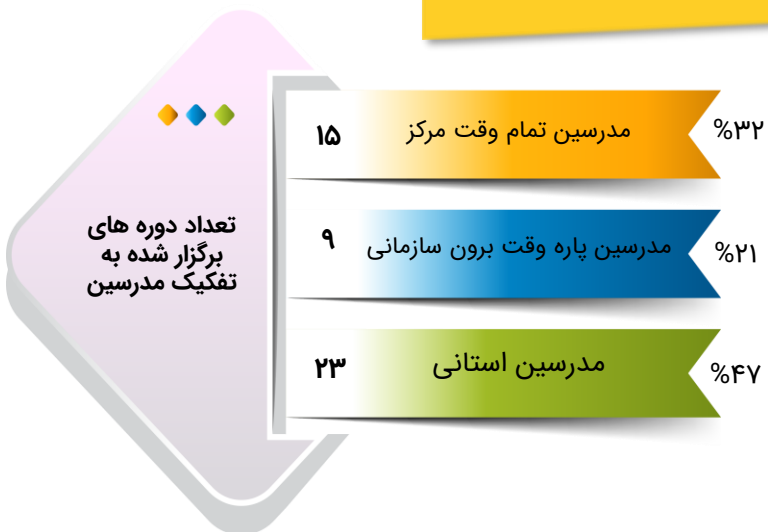 تعداد دوره های
برگزار شده به
تفکیک مدرسین
%۳۲ مدرسین تمام وقت مرکز ۱۵
%۲۱ مدرسین پاره وقت برون سازمانی ۹
%۴۷ مدرسین استانی ۲۳